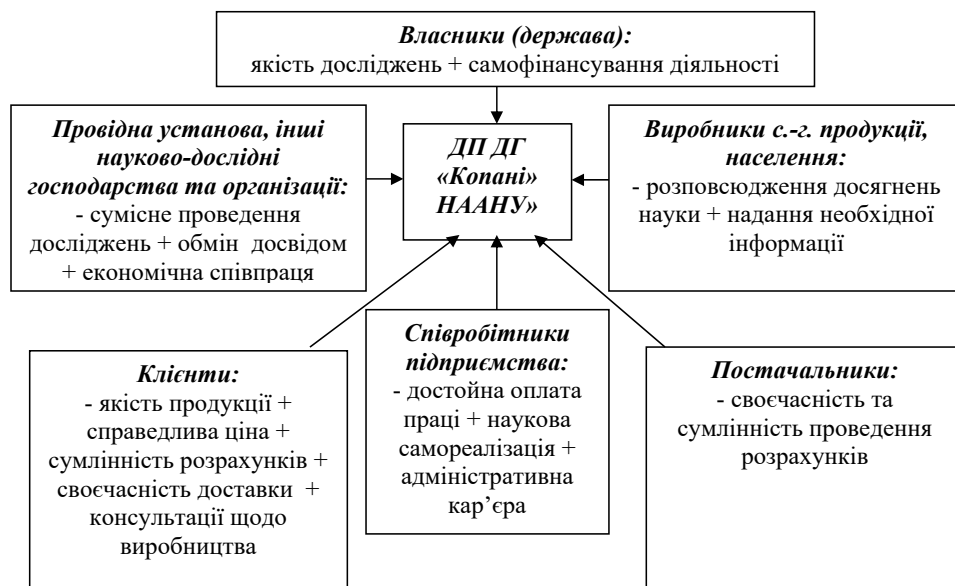 Власники (держава):
якість досліджень + самофінансування діяльності
Провідна установа, інші
науково-дослідні
господарства та організації:
- сумісне проведення
досліджень + обмін досвідом
+ економічна співпраця
ДП ДГ
«Копані»
НААНУ»
Виробники с.-г. продукції,
населення:
- розповсюдження досягнень
науки + надання необхідної
інформації
Клієнти:
- якість продукції +
справедлива ціна +
сумлінність розрахунків +
своєчасність доставки +
консультації щодо
виробництва
Співробітники
підприємства:
- достойна оплата
праці + наукова
самореалізація +
адміністративна
кар’єра
Постачальники:
- своєчасність та
сумлінність проведення
розрахунків